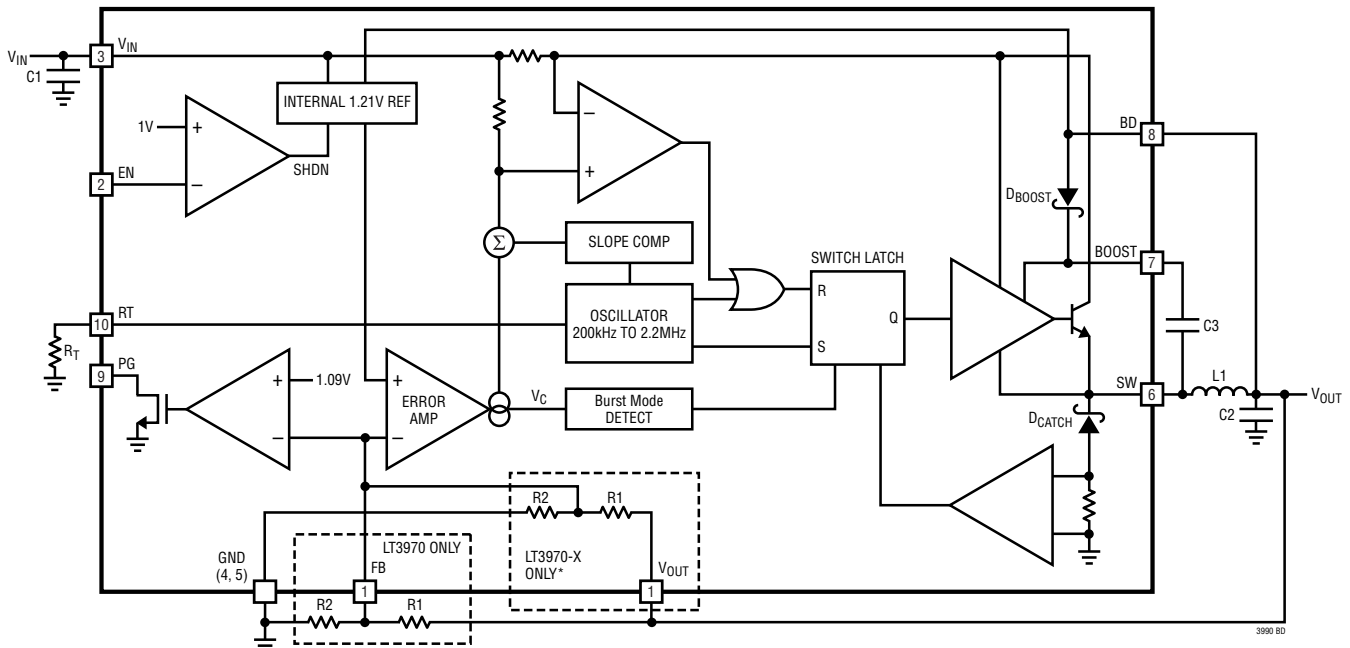 VIN
C1
3
VIN
INTERNAL 1.21V REF
1V
+
−
SHDN
2
EN
−
+
Σ
SLOPE COMP
OSCILLATOR
200kHz TO 2.2MHz
SWITCH LATCH
R
S
Q
BD
8
DBOOST
BOOST
7
C3
SW
6
L1
VOUT
C2
DCATCH
10
RT
RT
9
PG
+
−
1.09V
+
−
ERROR
AMP
VC
Burst Mode
DETECT
R2
R1
LT3970-X
ONLY*
VOUT
1
GND
(4, 5)
LT3970 ONLY
FB
1
R2
R1
3990 BD